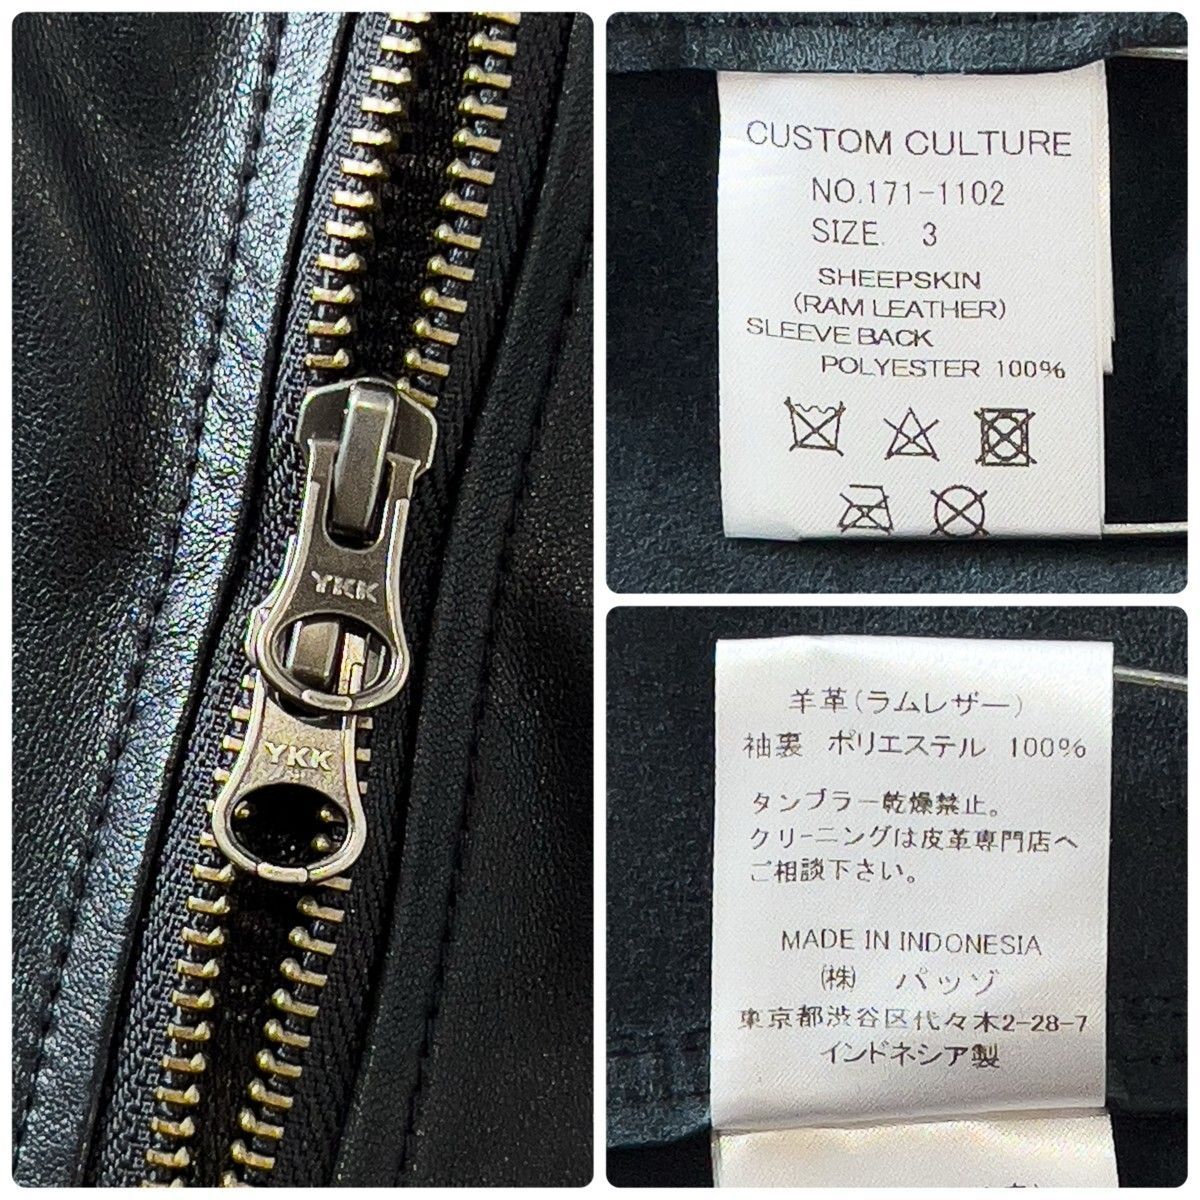 YKK
YKK
CUSTOM CULTURE
NO.171-1102
SIZE. 3
SHEEPSKIN
(RAM LEATHER)
SLEEVE BACK
POLYESTER 100%
羊革(ラムレザー)
袖裏 ポリエステル 100%
タンブラー乾燥禁止。
クリーニングは皮革専門店へ
ご相談下さい。
MADE IN INDONESIA
(株) パッゾ
東京都渋谷区代々木2-28-7
インドネシア製